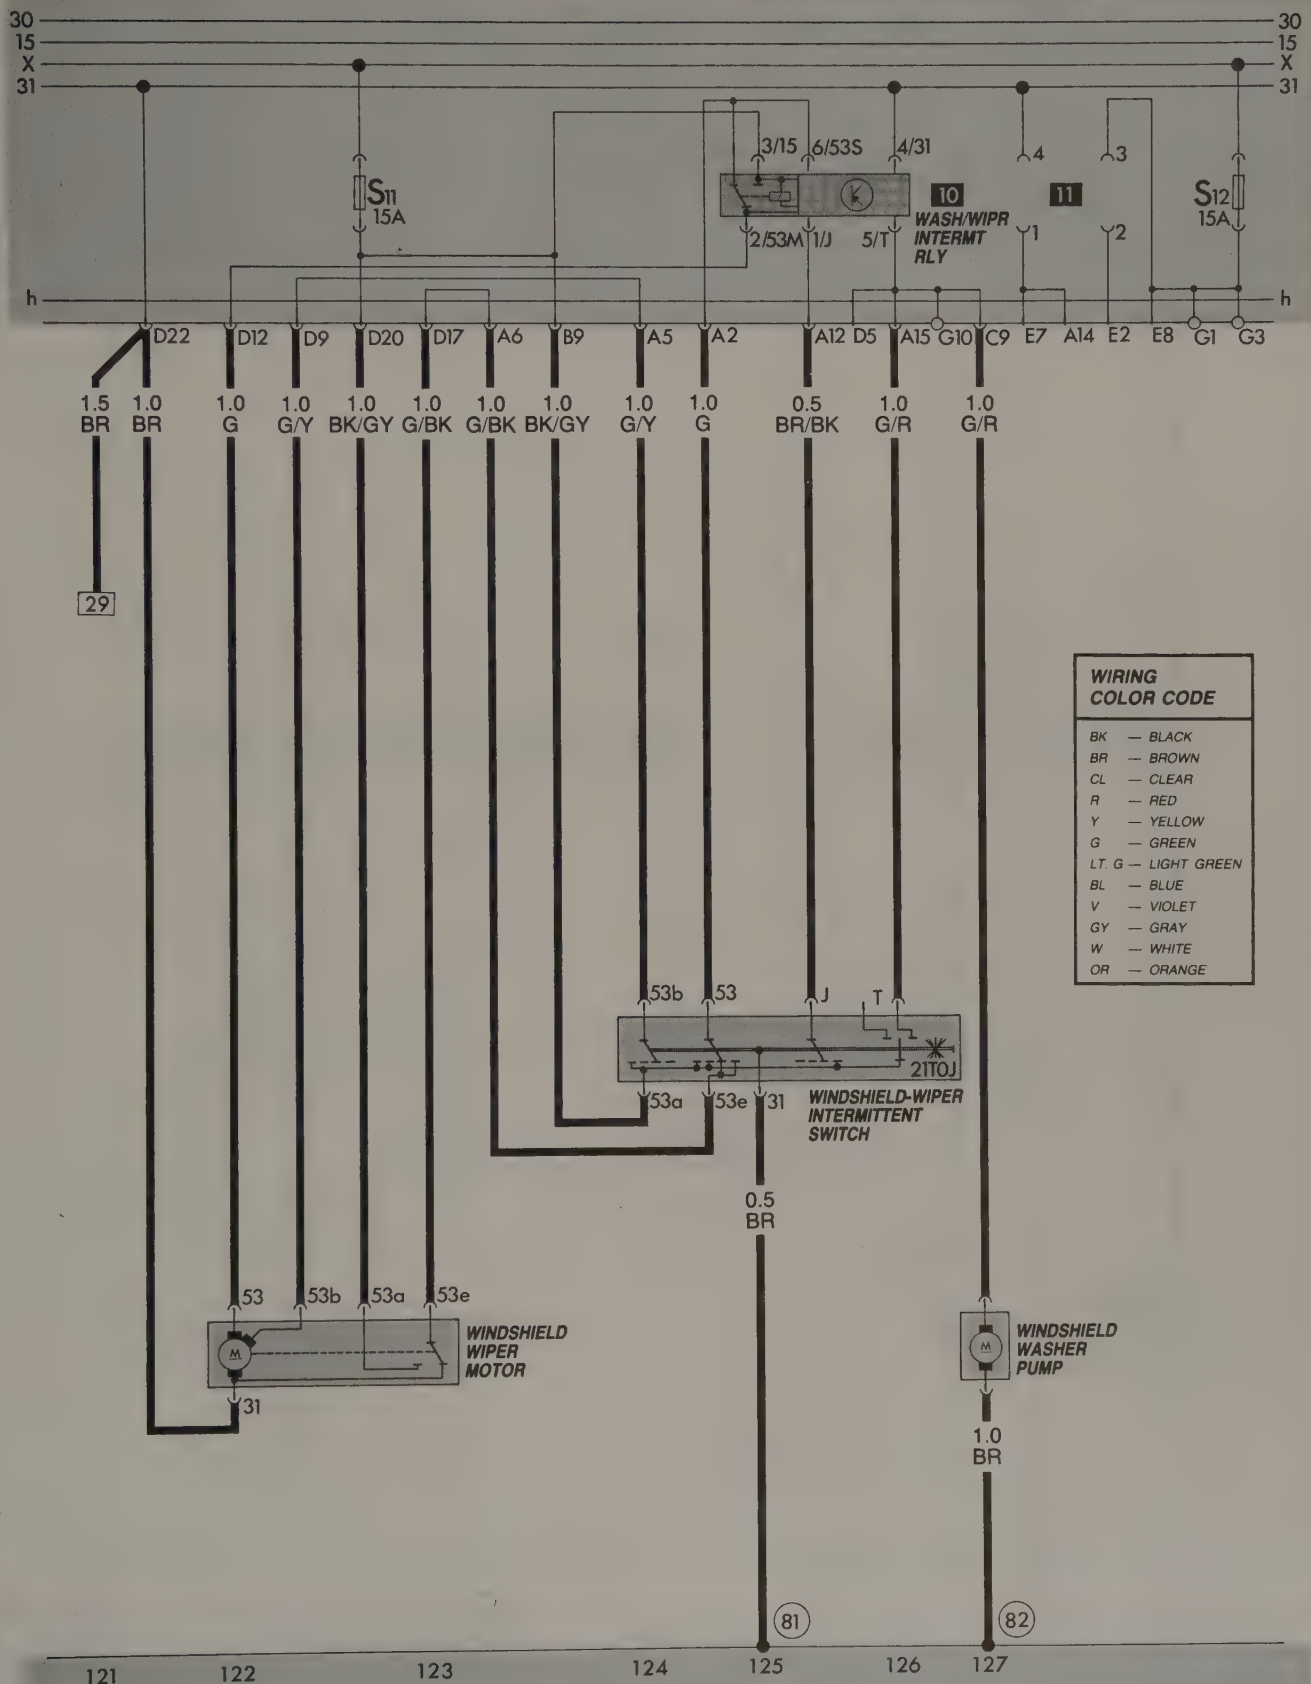 30 30
15 15
X X
31 31
3/15 6/53S 4/31 4 3
S11
15A
10 11 S12
15A
WASH/WIPR
INTERMT
RLY
2/53M 1/J 5/T 1 2
h h
D22 D12 D9 D20 D17 A6 B9 A5 A2 A12 D5 A15 G10 C9 E7 A14 E2 E8 G1 G3
1.5 1.0 1.0 1.0 1.0 1.0 1.0 1.0 1.0 1.0 0.5 1.0 1.0
BR BR G G/Y BK/GY G/BK G/BK BK/GY G/Y G BR/BK G/R G/R
29
WIRING
COLOR CODE
BK — BLACK
BR — BROWN
CL — CLEAR
R — RED
Y — YELLOW
G — GREEN
LT. G — LIGHT GREEN
BL — BLUE
V — VIOLET
GY — GRAY
W — WHITE
OR — ORANGE
53b 53 J T
21T0J
53a 53e 31
WINDSHIELD-WIPER
INTERMITTENT
SWITCH
0.5
BR
53 53b 53a 53e
M
WINDSHIELD
WIPER
MOTOR
31
M
WINDSHIELD
WASHER
PUMP
1.0
BR
81 82
121 122 123 124 125 126 127